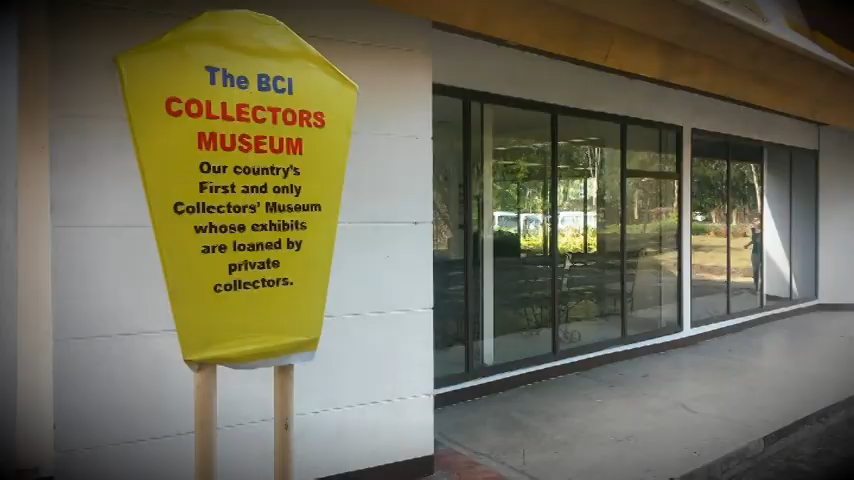 The BCI
COLLECTORS
MUSEUM
Our country's
First and only
Collectors' Museum
whose exhibits
are loaned by
private
collectors.